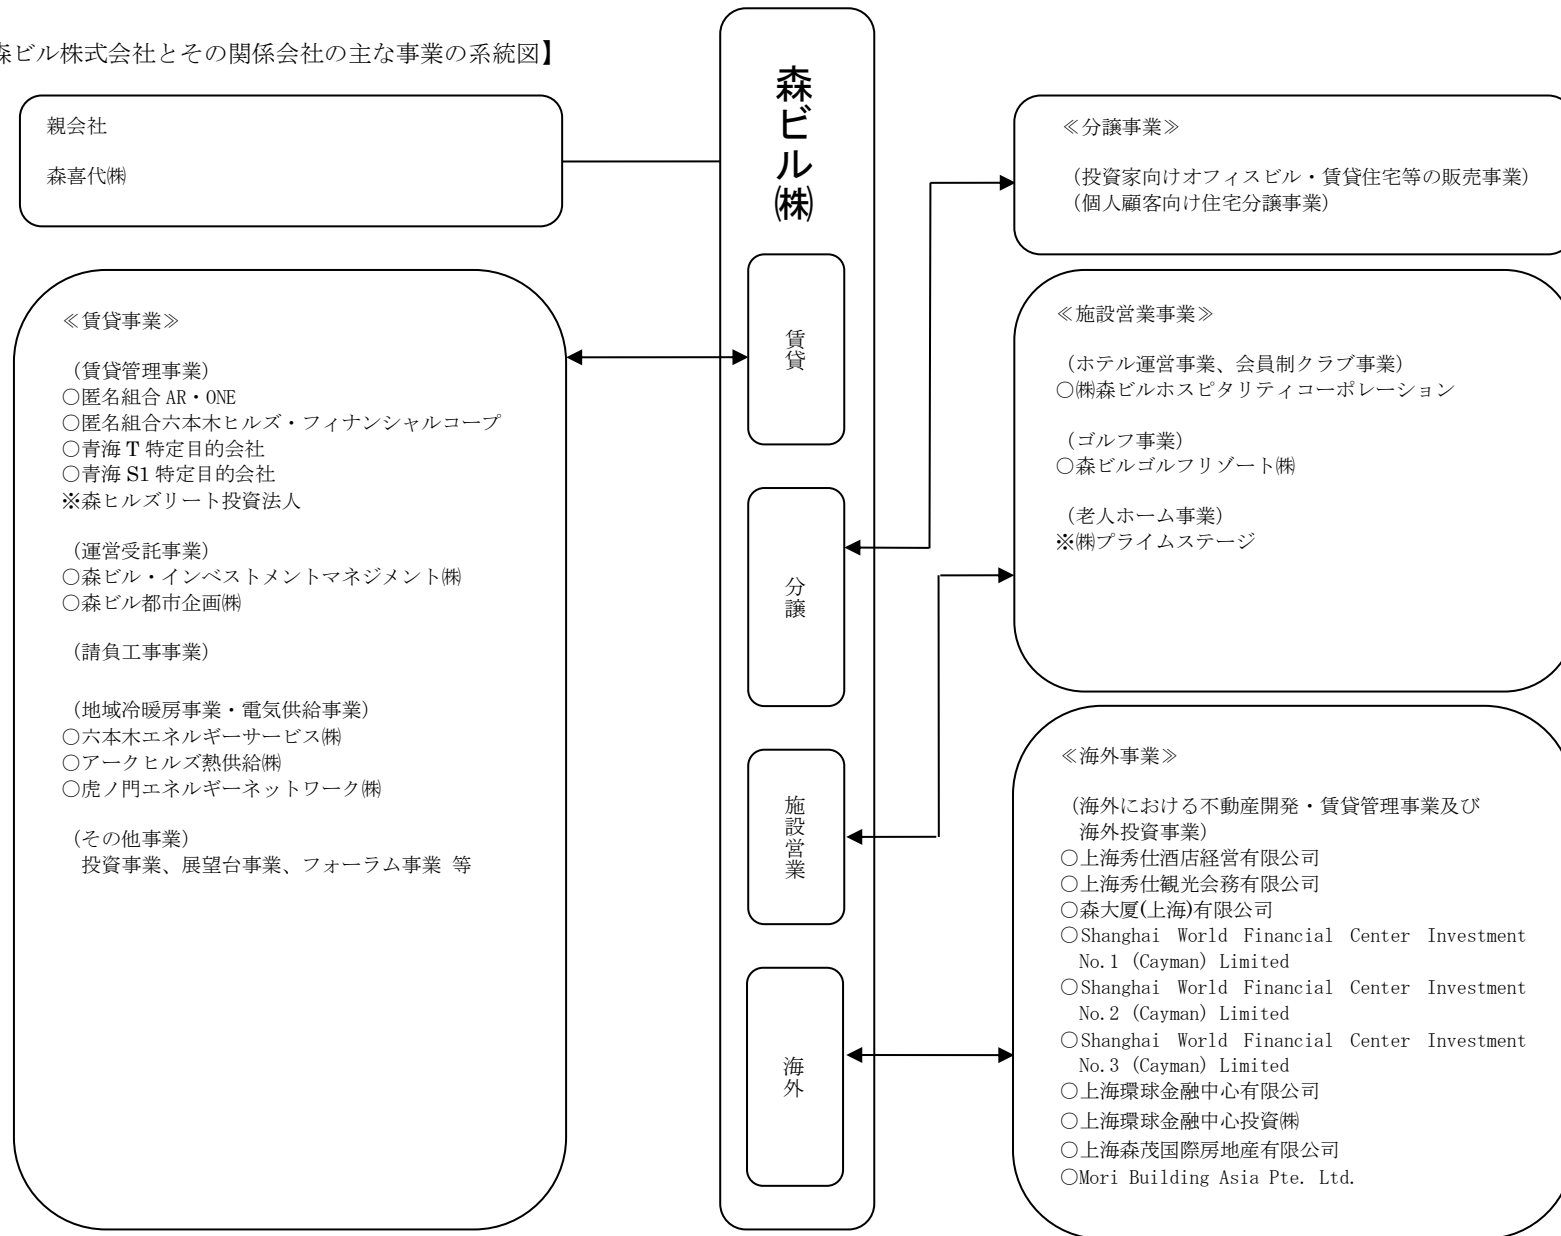 森ビル株式会社とその関係会社の主な事業の系統図】
親会社
森喜代㈱
≪賃貸事業≫
（賃貸管理事業）
○匿名組合 AR・ONE
○匿名組合六本木ヒルズ・フィナンシャルコープ
○青海 T 特定目的会社
○青海 S1 特定目的会社
※森ヒルズリート投資法人
（運営受託事業）
○森ビル・インベストメントマネジメント㈱
○森ビル都市企画㈱
（請負工事事業）
（地域冷暖房事業・電気供給事業）
○六本木エネルギーサービス㈱
○アークヒルズ熱供給㈱
○虎ノ門エネルギーネットワーク㈱
（その他事業）
投資事業、展望台事業、フォーラム事業 等
森ビル㈱
賃貸
分譲
施設営業
海外
≪分譲事業≫
（投資家向けオフィスビル・賃貸住宅等の販売事業）
（個人顧客向け住宅分譲事業）
≪施設営業事業≫
（ホテル運営事業、会員制クラブ事業）
○㈱森ビルホスピタリティコーポレーション
（ゴルフ事業）
○森ビルゴルフリゾート㈱
（老人ホーム事業）
※㈱プライムステージ
≪海外事業≫
（海外における不動産開発・賃貸管理事業及び
海外投資事業）
○上海秀仕酒店経営有限公司
○上海秀仕観光会務有限公司
○森大厦(上海)有限公司
○Shanghai World Financial Center Investment
No.1 (Cayman) Limited
○Shanghai World Financial Center Investment
No.2 (Cayman) Limited
○Shanghai World Financial Center Investment
No.3 (Cayman) Limited
○上海環球金融中心有限公司
○上海環球金融中心投資㈱
○上海森茂国際房地産有限公司
○Mori Building Asia Pte. Ltd.